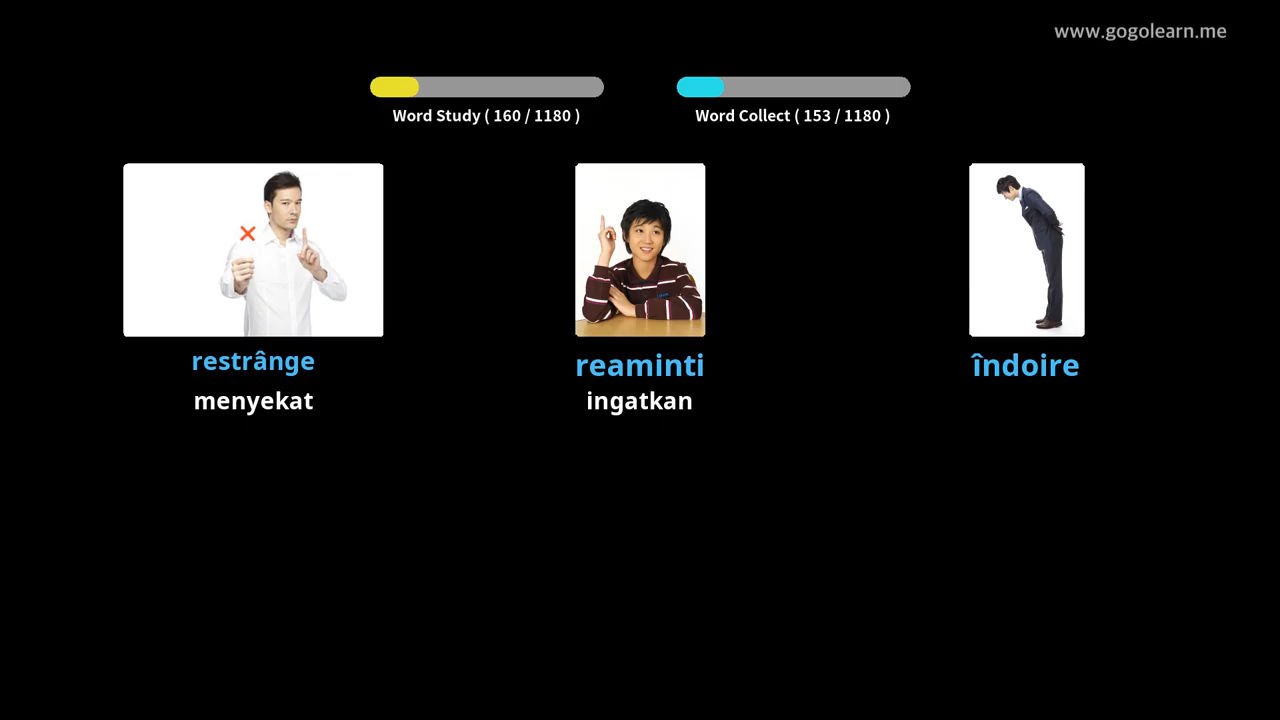 www.gogolearn.me
Word Study ( 160 / 1180 )
Word Collect ( 153 / 1180 )
restrânge
menyekat
reaminti
ingatkan
îndoire